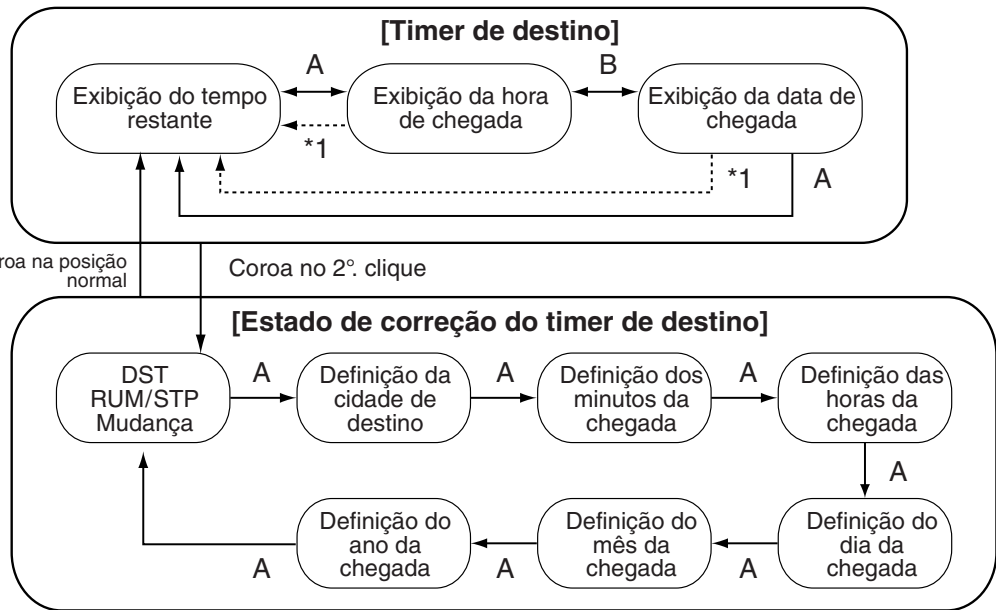 [Timer de destino]
A
B
Exibição do tempo
restante
Exibição da hora
de chegada
Exibição da data de
chegada
*1
*1
A
roa na posição
normal
Coroa no 2°. clique
[Estado de correção do timer de destino]
DST
RUM/STP
Mudança
A
Definição da
cidade de
destino
A
Definição dos
minutos da
chegada
A
Definição das
horas da
chegada
A
Definição do
ano da
chegada
Definição do
mês da
chegada
Definição do
dia da
chegada
A
A
A